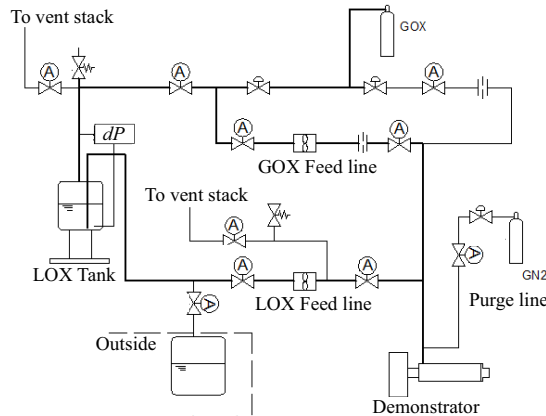 To vent stack
GOX
A
A
A
dP
A
A
GOX Feed line
To vent stack
A
A
A
A
LOX Tank
LOX Feed line
GN2
Purge line
A
Outside
Demonstrator